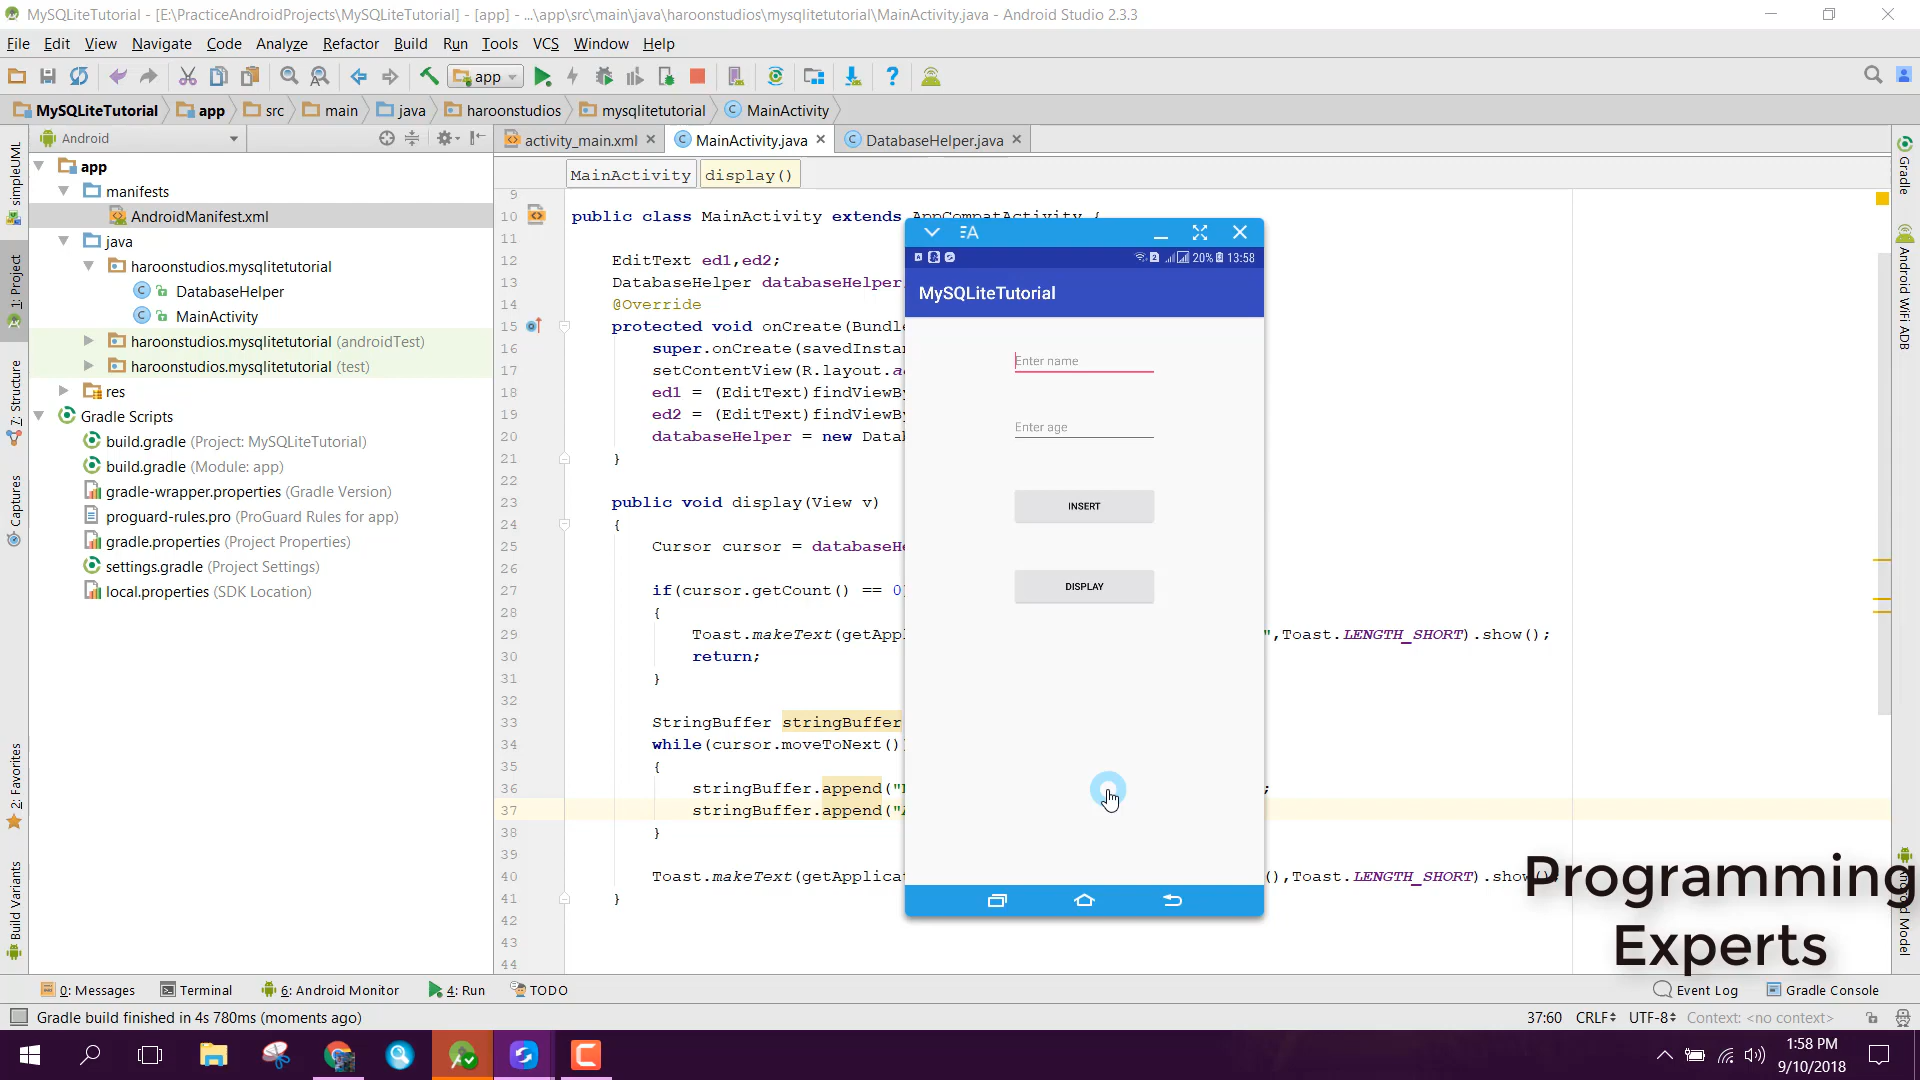 MySQLiteTutorial - [E:\PracticeAndroidProjects\MySQLiteTutorial] - [app] - ...\app\src\main\java\haroonstudios\mysqlitetutorial\MainActivity.java - Android Studio 2.3.3
File Edit View Navigate Code Analyze Refactor Build Run Tools VCS Window Help
app
MySQLiteTutorial app src main java haroonstudios mysqlitetutorial MainActivity
Android
activity_main.xml MainActivity.java DatabaseHelper.java
MainActivity display()
app
manifests
AndroidManifest.xml
java
haroonstudios.mysqlitetutorial
DatabaseHelper
MainActivity
haroonstudios.mysqlitetutorial (androidTest)
haroonstudios.mysqlitetutorial (test)
res
Gradle Scripts
build.gradle (Project: MySQLiteTutorial)
build.gradle (Module: app)
gradle-wrapper.properties (Gradle Version)
proguard-rules.pro (ProGuard Rules for app)
gradle.properties (Project Properties)
settings.gradle (Project Settings)
local.properties (SDK Location)
simpleUML
1: Project
7: Structure
Captures
2: Favorites
Build Variants
9
10 public class MainActivity extends AppCompatActivity {
11
12 EditText ed1,ed2;
13 DatabaseHelper databaseHelper
14 @Override
15 protected void onCreate(Bundle
16 super.onCreate(savedInsta
17 setContentView(R.layout.a
18 ed1 = (EditText)findViewB
19 ed2 = (EditText)findViewB
20 databaseHelper = new Data
21 }
22
23 public void display(View v)
24 {
25 Cursor cursor = databaseHe
26
27 if(cursor.getCount() == 0
28 {
29 Toast.makeText(getAppl ",Toast.LENGTH_SHORT).show();
30 return;
31 }
32
33 StringBuffer stringBuffer
34 while(cursor.moveToNext()
35 {
36 stringBuffer.append(" ;
37 stringBuffer.append("
38 }
39
40 Toast.makeText(getApplica (),Toast.LENGTH_SHORT).show
41 }
42
43
44
20% 13:58
MySQLiteTutorial
Enter name
Enter age
INSERT
DISPLAY
Gradle
Android WiFi ADB
Android Model
Programming
Experts
0: Messages Terminal 6: Android Monitor 4: Run TODO Event Log Gradle Console
Gradle build finished in 4s 780ms (moments ago) 37:60 CRLF UTF-8 Context: <no context>
1:58 PM
9/10/2018